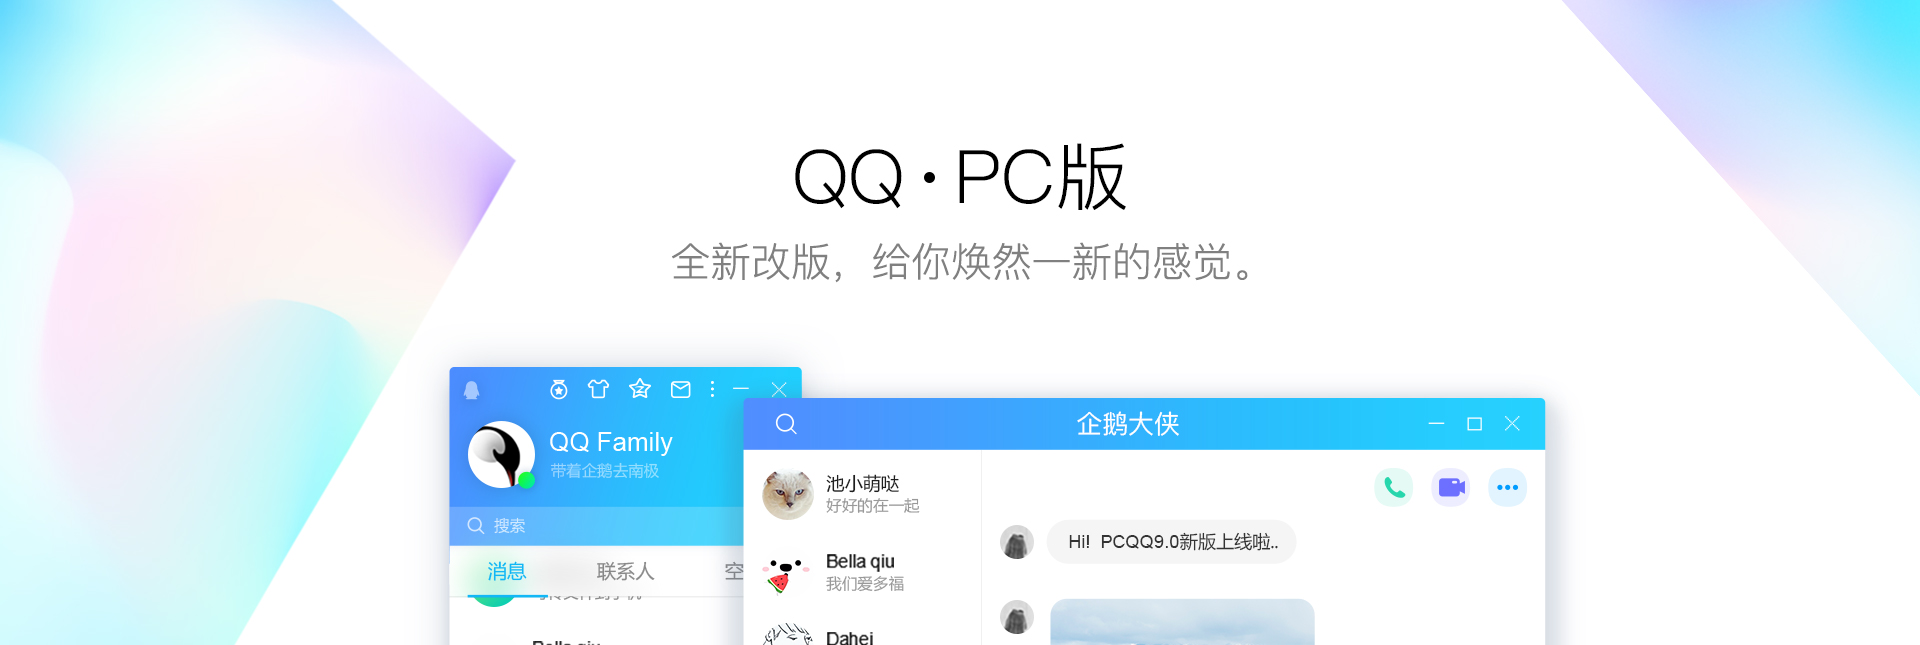 QQ·PC版
全新改版，给你焕然一新的感觉。
QQ Family
带着企鹅去南极
搜索
消息
联系人
空
Bella qiu
企鹅大侠
池小萌哒
好好的在一起
Bella qiu
我们爱多福
Dahei
Hi! PCQQ9.0新版上线啦..